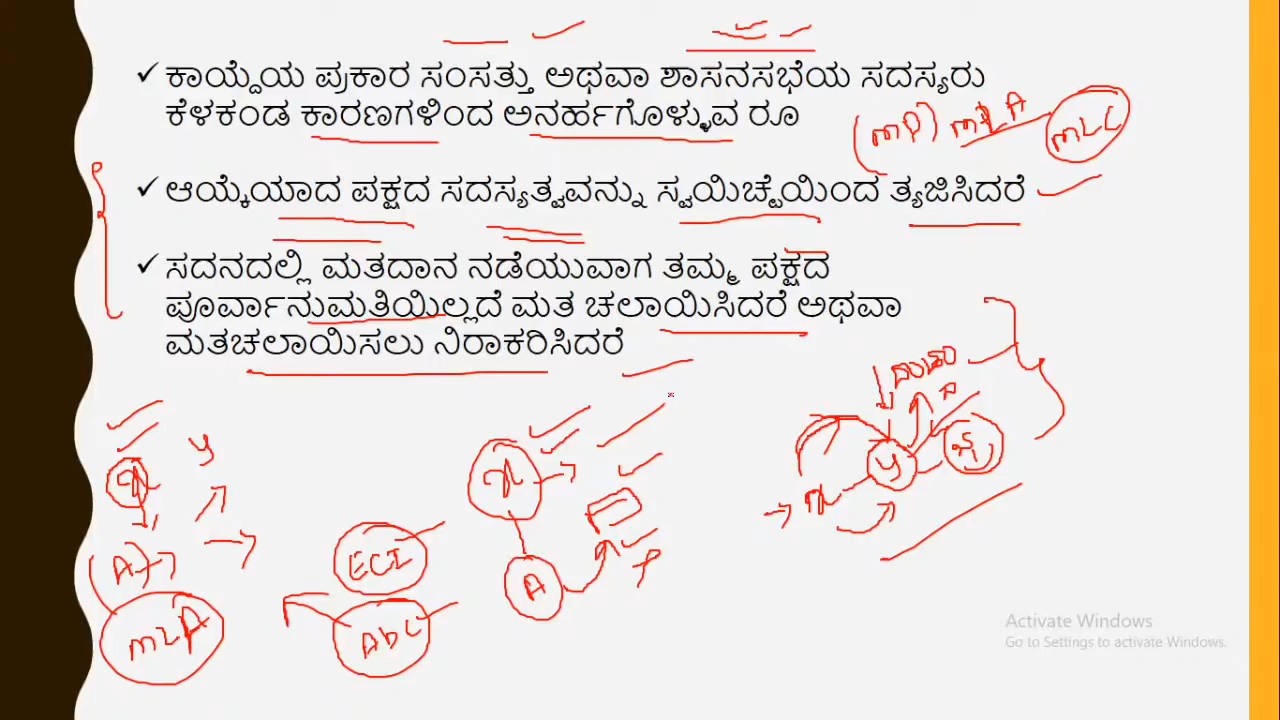 ✓ ಕಾಯ್ದೆಯ ಪ್ರಕಾರ ಸಂಸತ್ತು ಅಥವಾ ಶಾಸನಸಭೆಯ ಸದಸ್ಯರು
ಕೆಳಕಂಡ ಕಾರಣಗಳಿಂದ ಅನರ್ಹಗೊಳ್ಳುವ ರೂ
(MP) MLA MLC
✓ ಆಯ್ಕೆಯಾದ ಪಕ್ಷದ ಸದಸ್ಯತ್ವವನ್ನು ಸ್ವಯಿಚ್ಛೆಯಿಂದ ತ್ಯಜಿಸಿದರೆ
✓ ಸದನದಲ್ಲಿ ಮತದಾನ ನಡೆಯುವಾಗ ತಮ್ಮ ಪಕ್ಷದ
ಪೂರ್ವಾನುಮತಿಯಿಲ್ಲದೆ ಮತ ಚಲಾಯಿಸಿದರೆ ಅಥವಾ
ಮತಚಲಾಯಿಸಲು ನಿರಾಕರಿಸಿದರೆ
y
x
y
x
A
ECI
A
MLA
ABC
Activate Windows
Go to Settings to activate Windows.